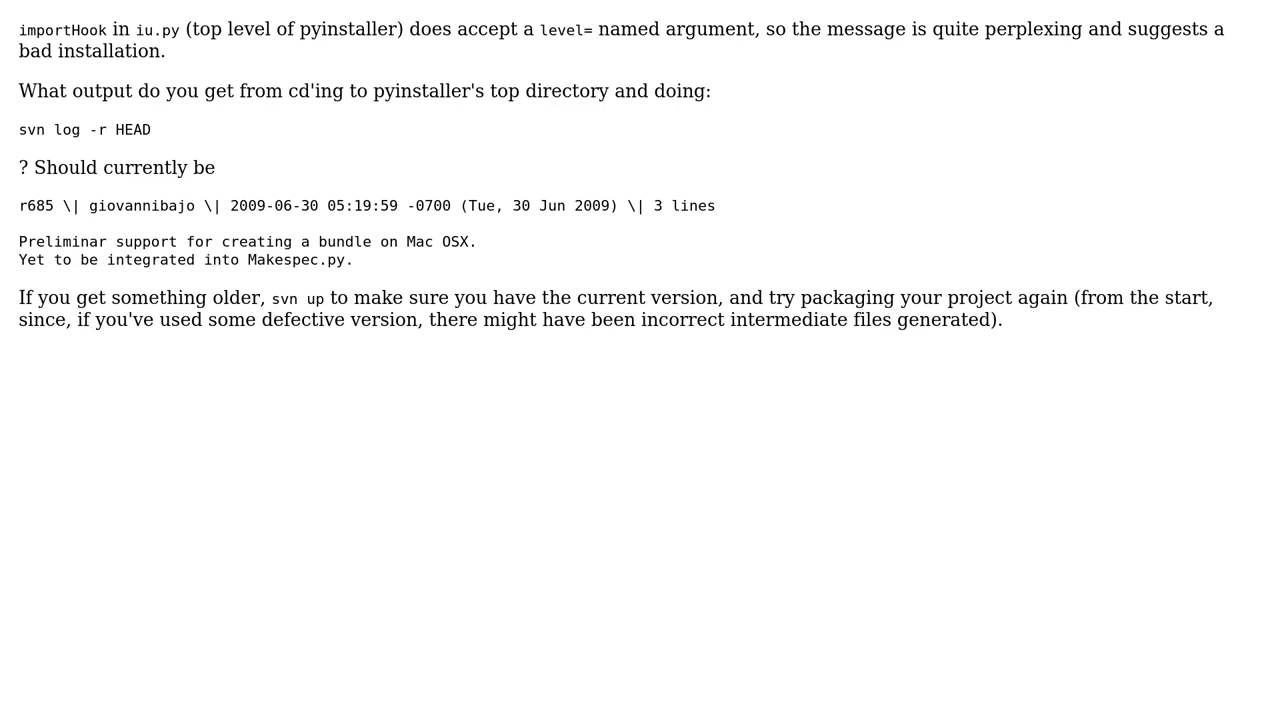 importHook in iu.py (top level of pyinstaller) does accept a level= named argument, so the message is quite perplexing and suggests a
bad installation.
What output do you get from cd'ing to pyinstaller's top directory and doing:
svn log -r HEAD
? Should currently be
r685 \| giovannibajo \| 2009-06-30 05:19:59 -0700 (Tue, 30 Jun 2009) \| 3 lines
Preliminar support for creating a bundle on Mac OSX.
Yet to be integrated into Makespec.py.
If you get something older, svn up to make sure you have the current version, and try packaging your project again (from the start,
since, if you've used some defective version, there might have been incorrect intermediate files generated).